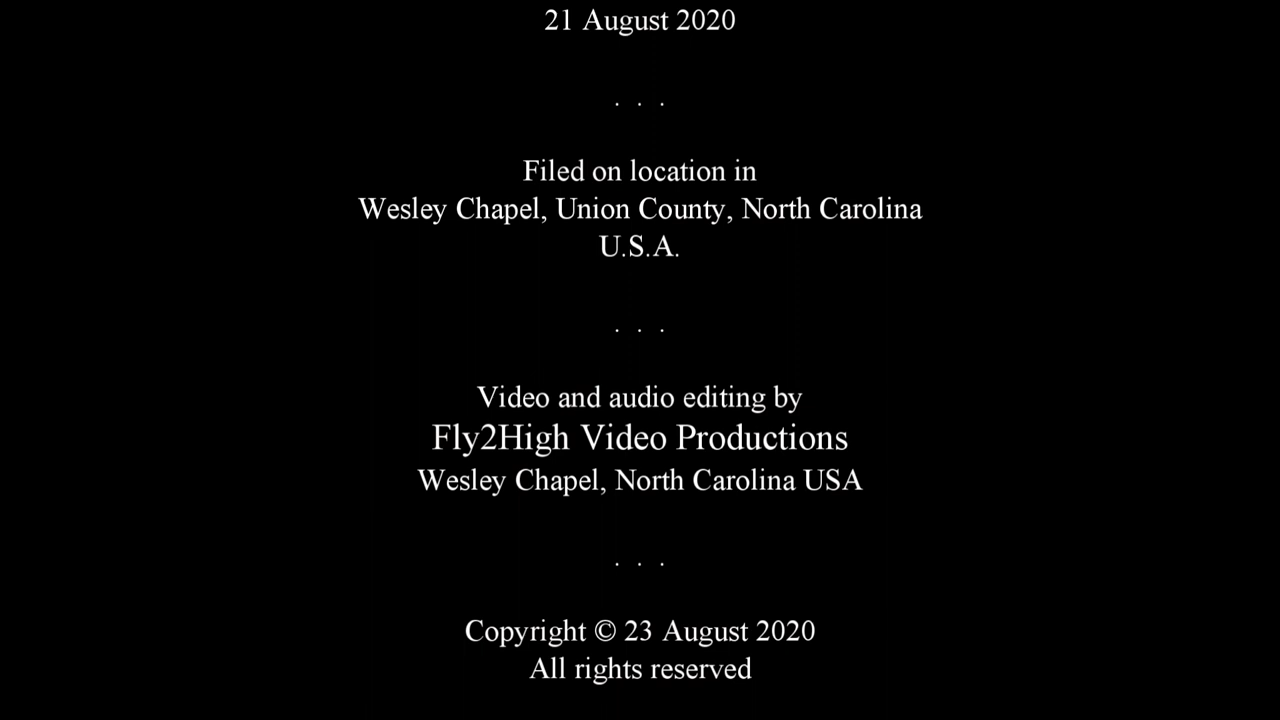 21 August 2020
. . .
Filed on location in
Wesley Chapel, Union County, North Carolina
U.S.A.
. . .
Video and audio editing by
Fly2High Video Productions
Wesley Chapel, North Carolina USA
. . .
Copyright © 23 August 2020
All rights reserved